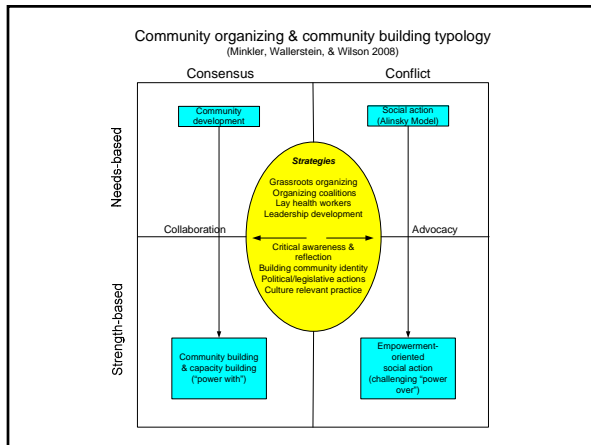 Community organizing & community building typology
(Minkler, Wallerstein, & Wilson 2008)
Consensus
Conflict
Needs-based
Strength-based
Community
development
Social action
(Alinsky Model)
Strategies
Grassroots organizing
Organizing coalitions
Lay health workers
Leadership development
Collaboration
Advocacy
Critical awareness &
reflection
Building community identity
Political/legislative actions
Culture relevant practice
Community building
& capacity building
(“power with”)
Empowerment-
oriented
social action
(challenging “power
over”)